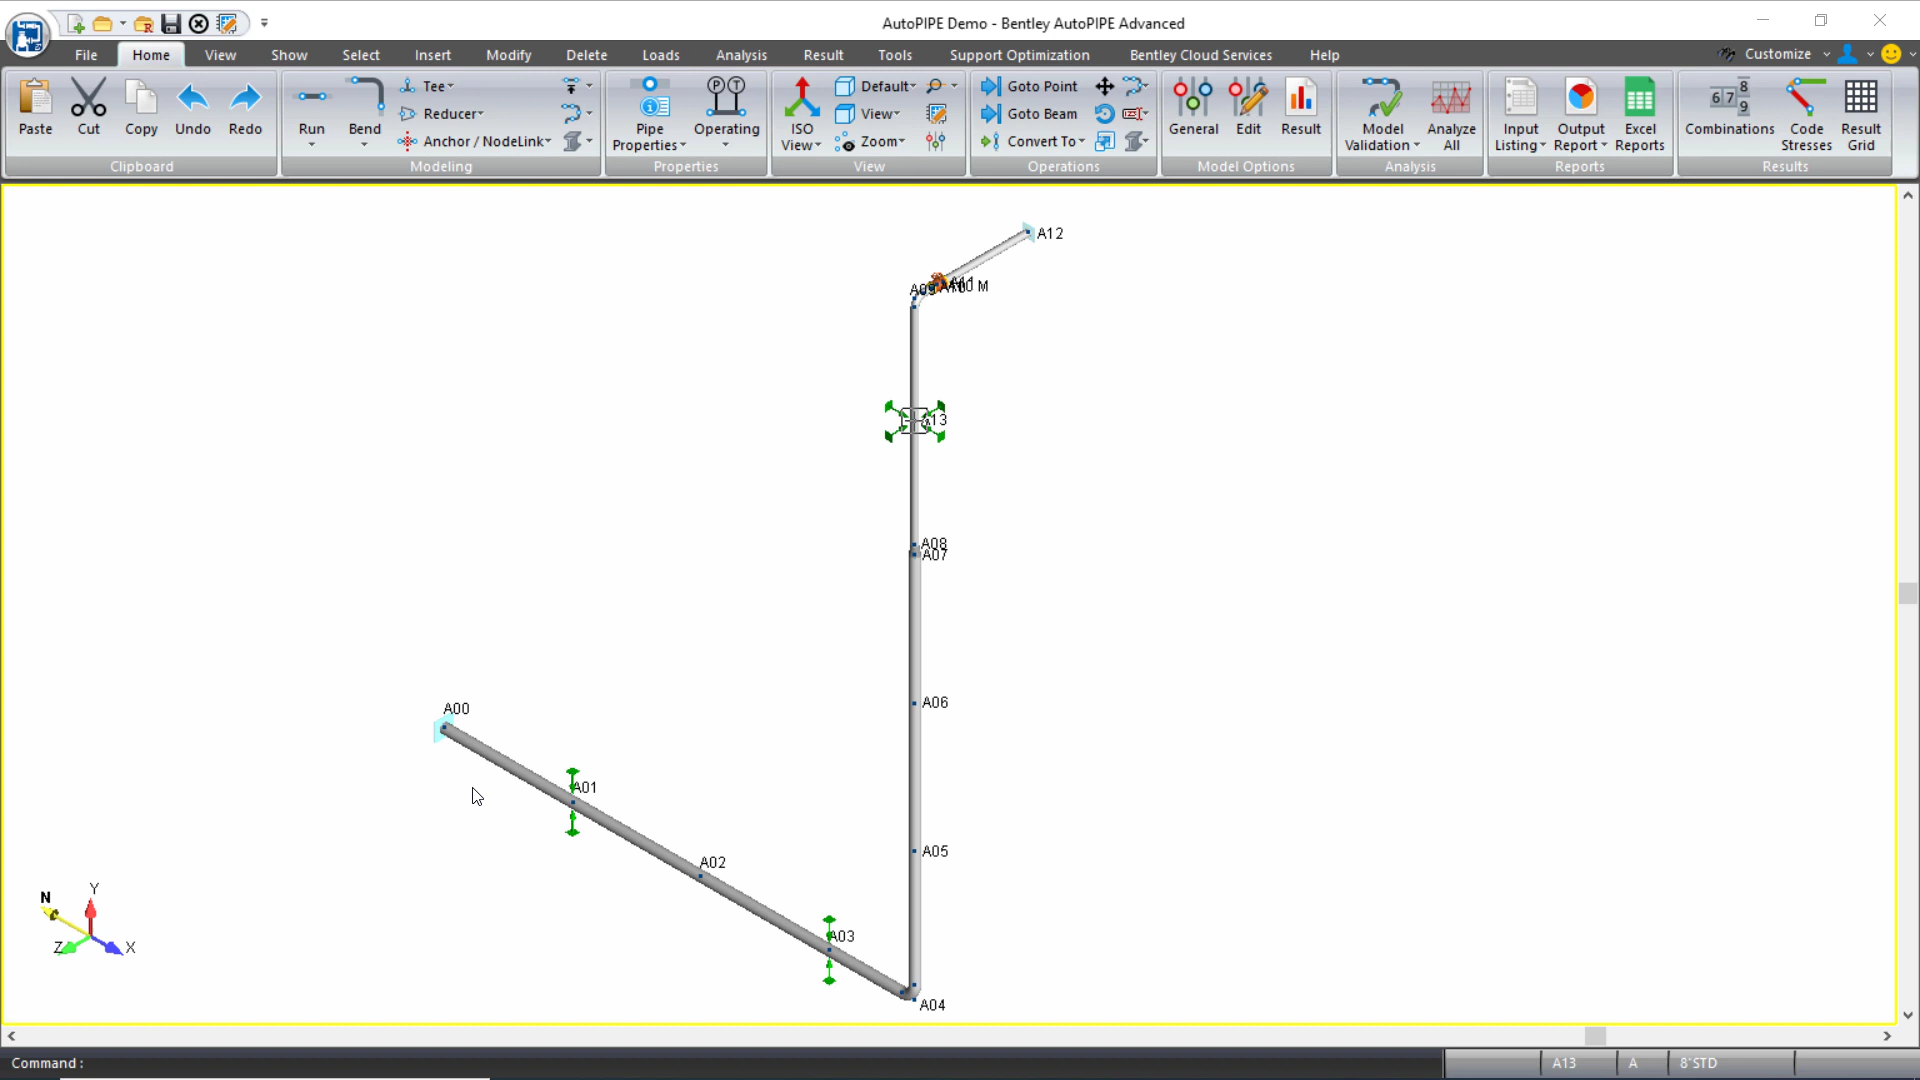 AutoPIPE Demo - Bentley AutoPIPE Advanced
File Home View Show Select Insert Modify Delete Loads Analysis Result Tools Support Optimization Bentley Cloud Services Help Customize
Paste Cut Copy Undo Redo
Clipboard
Run Bend Tee Reducer Anchor / NodeLink
Modeling
Pipe Properties Operating
Properties
ISO View Default View Zoom
View
Goto Point Goto Beam Convert To
Operations
General Edit Result
Model Options
Model Validation Analyze All
Analysis
Input Listing Output Report Excel Reports
Reports
Combinations Code Stresses Result Grid
Results
A12
A09 M
13
A08
A07
A06
A00
A01
A05
A02
A03
A04
N Y Z X
Command :
A13 A 8"STD